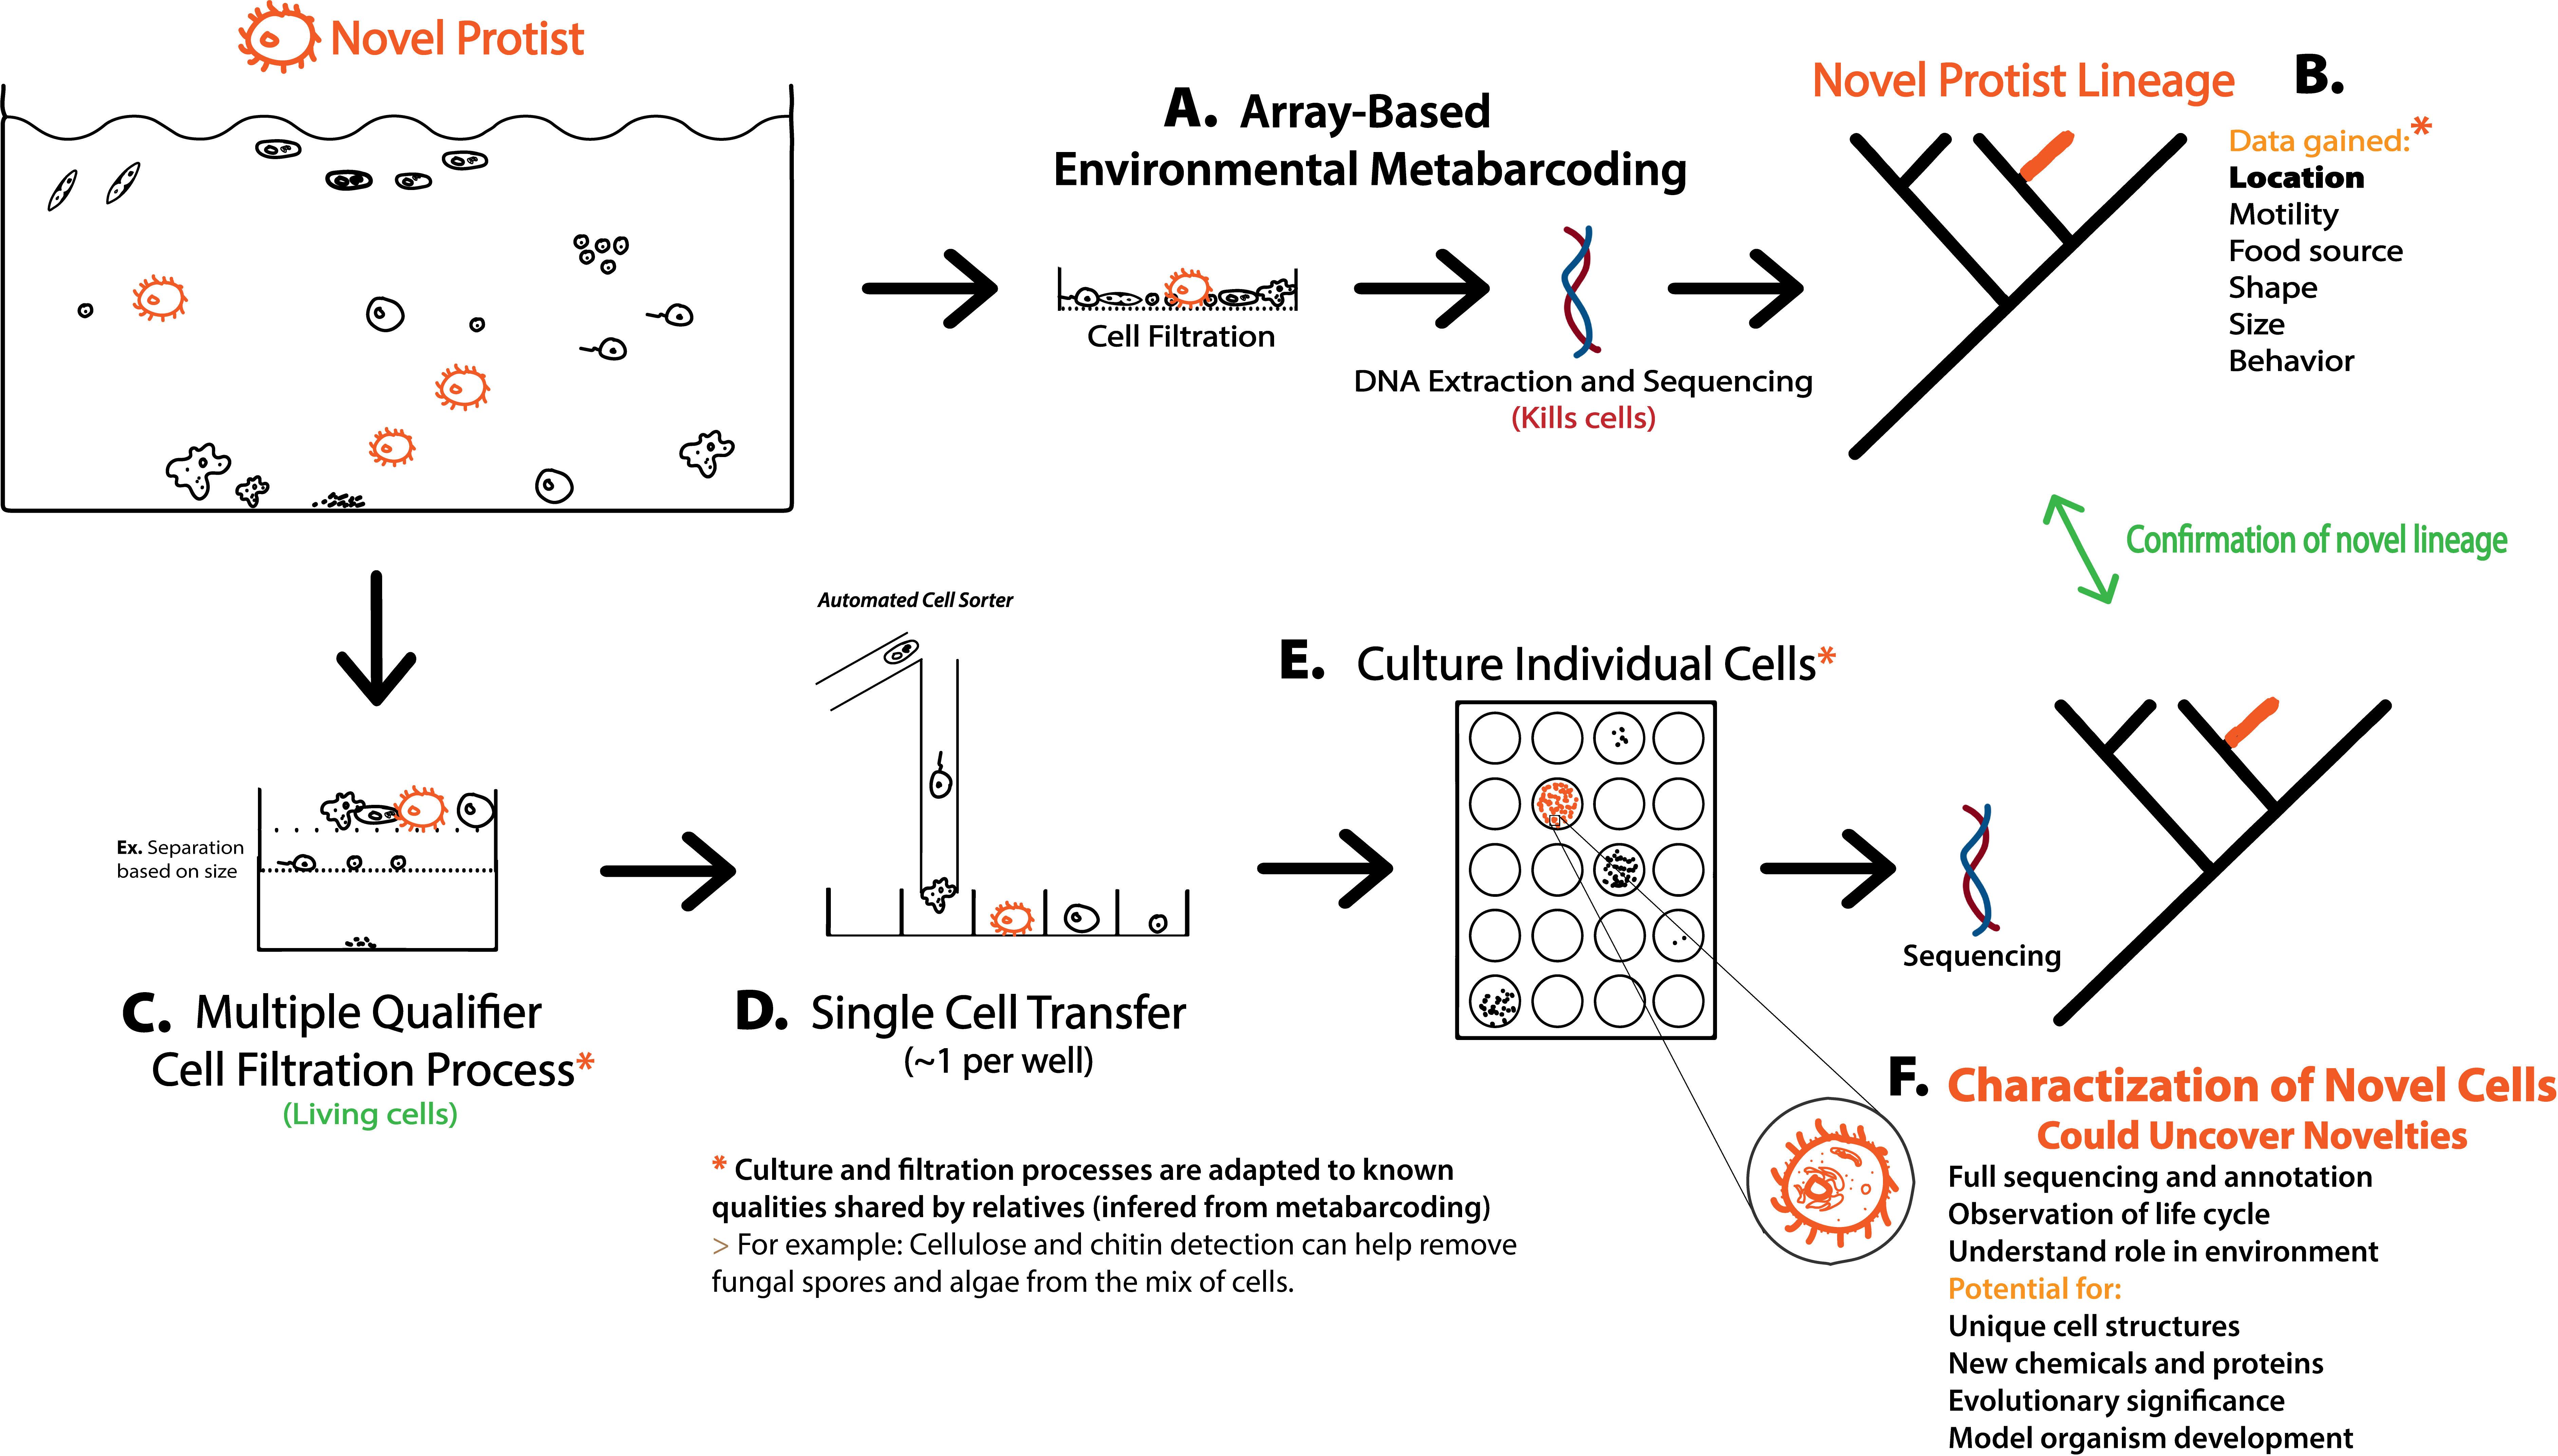 Novel Protist
A. Array-Based
Environmental Metabarcoding
Cell Filtration
DNA Extraction and Sequencing
(Kills cells)
Novel Protist Lineage
B.
Data gained:*
Location
Motility
Food source
Shape
Size
Behavior
Confirmation of novel lineage
Ex. Separation
based on size
C. Multiple Qualifier
Cell Filtration Process*
(Living cells)
Automated Cell Sorter
D. Single Cell Transfer
(~1 per well)
E. Culture Individual Cells*
Sequencing
* Culture and filtration processes are adapted to known
qualities shared by relatives (infered from metabarcoding)
> For example: Cellulose and chitin detection can help remove
fungal spores and algae from the mix of cells.
F. Charactization of Novel Cells
Could Uncover Novelties
Full sequencing and annotation
Observation of life cycle
Understand role in environment
Potential for:
Unique cell structures
New chemicals and proteins
Evolutionary significance
Model organism development